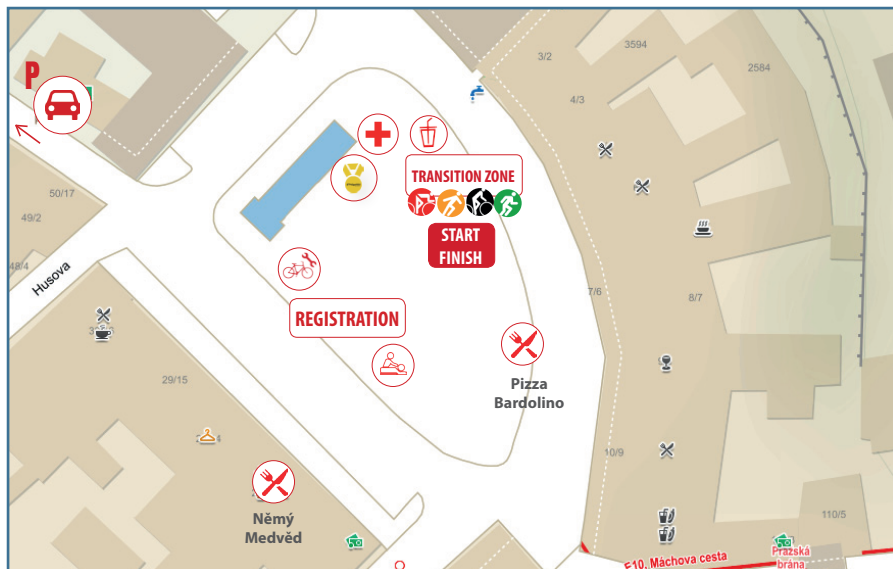 P
3/2
3594
2584
4/3
TRANSITION ZONE
START
FINISH
50/17
49/2
48/4
Husova
REGISTRATION
7/6
8/7
29/15
Pizza
Bardolino
10/9
Němý
Medvěd
110/5
E10, Máchova cesta
Pražská
brána